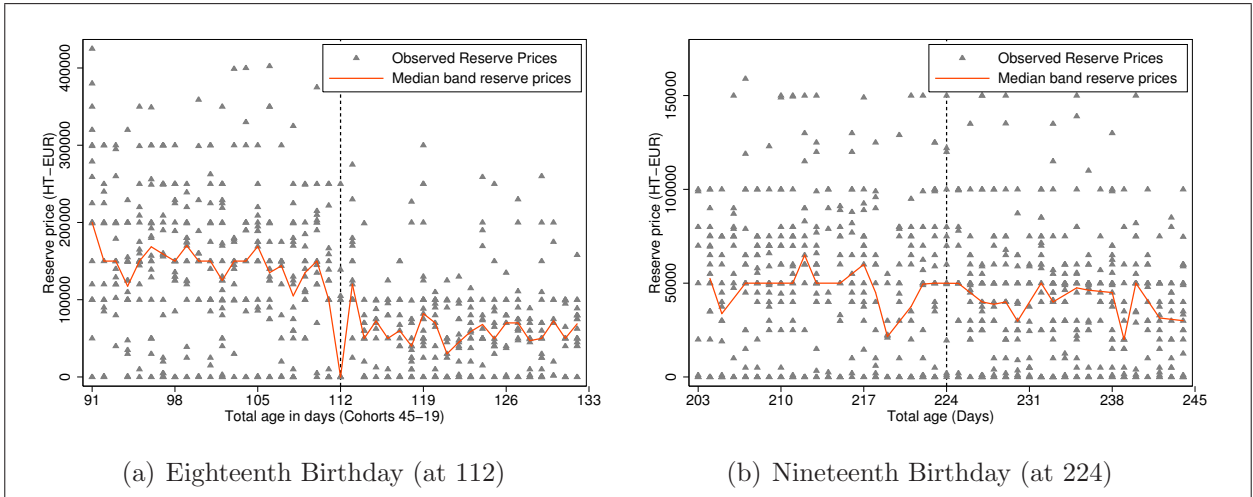 Observed Reserve Prices
Median band reserve prices
Reserve price (HT−EUR)
400000
300000
200000
100000
0
91 98 105 112 119 126 133
Total age in days (Cohorts 45−19)
(a) Eighteenth Birthday (at 112)
Observed Reserve Prices
Median band reserve prices
Reserve price (HT−EUR)
150000
100000
50000
0
203 210 217 224 231 238 245
Total age (Days)
(b) Nineteenth Birthday (at 224)